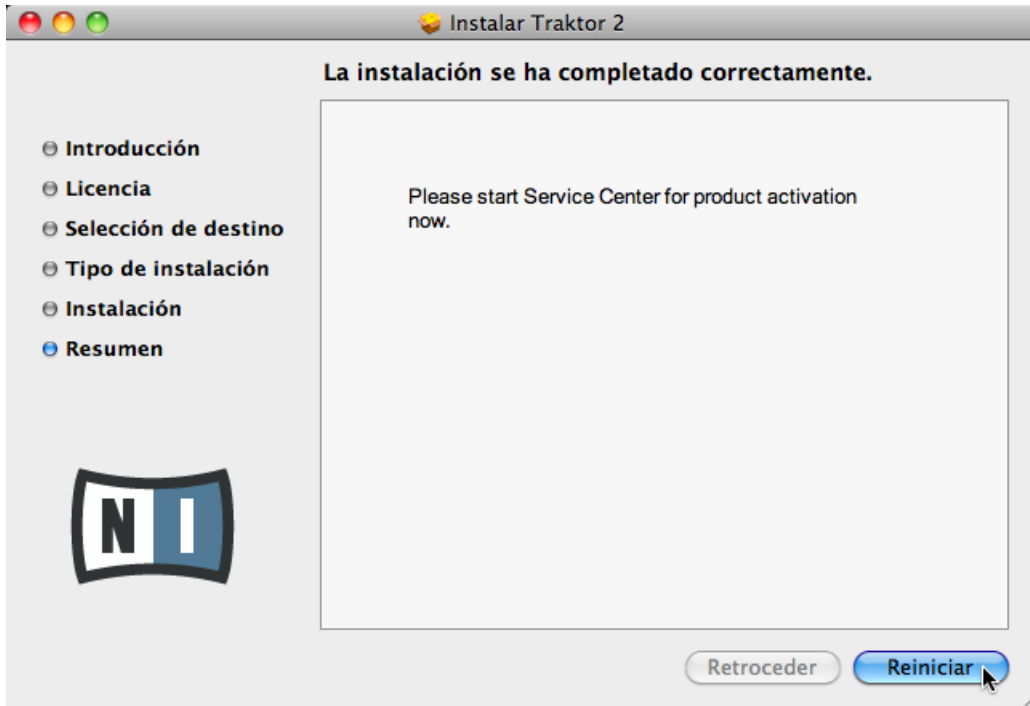 Instalar Traktor 2
La instalación se ha completado correctamente.
Introducción
Licencia
Selección de destino
Tipo de instalación
Instalación
Resumen
Please start Service Center for product activation
now.
NI
Retroceder
Reiniciar